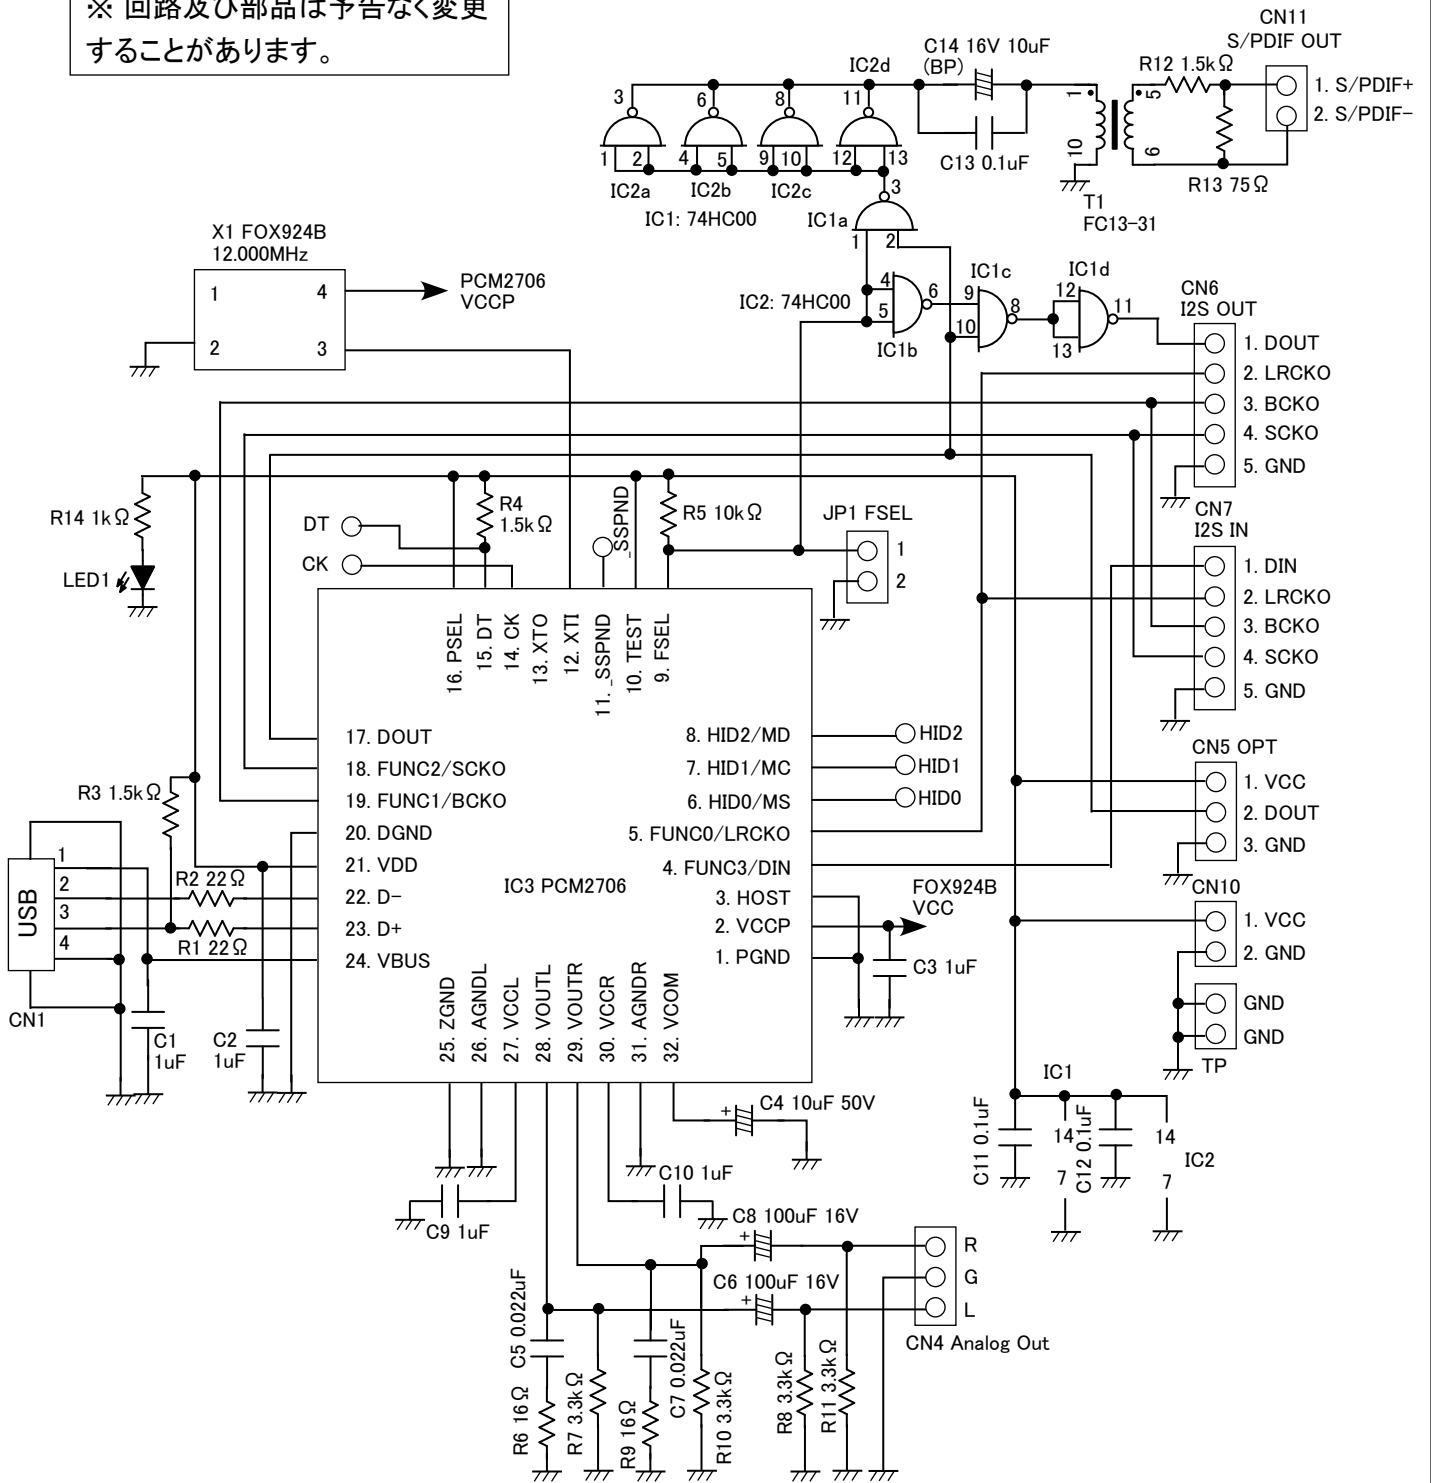 ※ 回路及び部品は予告なく変更
することがあります。
CN11
S/PDIF OUT
1. S/PDIF+
2. S/PDIF-
C14 16V 10uF
(BP)
C13 0.1uF
R12 1.5kΩ
R13 75Ω
1
10
5
6
T1
FC13-31
IC2d
3
6
8
11
1
2
4
5
9
10
12
13
IC2a
IC2b
IC2c
IC1: 74HC00
IC1a
3
1
2
X1 FOX924B
12.000MHz
1
4
2
3
PCM2706
VCCP
IC2: 74HC00
4
5
6
IC1b
IC1c
9
10
8
IC1d
12
13
11
CN6
I2S OUT
1. DOUT
2. LRCKO
3. BCKO
4. SCKO
5. GND
CN7
I2S IN
1. DIN
2. LRCKO
3. BCKO
4. SCKO
5. GND
R14 1kΩ
LED1
DT
CK
R4
1.5kΩ
_SSPND
R5 10kΩ
JP1 FSEL
1
2
16. PSEL
15. DT
14. CK
13. XTO
12. XTI
11. _SSPND
10. TEST
9. FSEL
17. DOUT
18. FUNC2/SCKO
19. FUNC1/BCKO
20. DGND
21. VDD
22. D-
23. D+
24. VBUS
IC3 PCM2706
8. HID2/MD
7. HID1/MC
6. HID0/MS
5. FUNC0/LRCKO
4. FUNC3/DIN
3. HOST
2. VCCP
1. PGND
HID2
HID1
HID0
25. ZGND
26. AGNDL
27. VCCL
28. VOUTL
29. VOUTR
30. VCCR
31. AGNDR
32. VCOM
R3 1.5kΩ
R2 22Ω
R1 22Ω
USB
1
2
3
4
CN1
C1
1uF
C2
1uF
FOX924B
VCC
C3 1uF
CN5 OPT
1. VCC
2. DOUT
3. GND
CN10
1. VCC
2. GND
GND
GND
TP
IC1
C11 0.1uF
14
7
C12 0.1uF
14
7
IC2
C4 10uF 50V
+
C10 1uF
C9 1uF
C8 100uF 16V
+
C6 100uF 16V
+
R
G
L
CN4 Analog Out
C5 0.022uF
R6 16Ω
R7 3.3kΩ
C7 0.022uF
R9 16Ω
R10 3.3kΩ
R8 3.3kΩ
R11 3.3kΩ